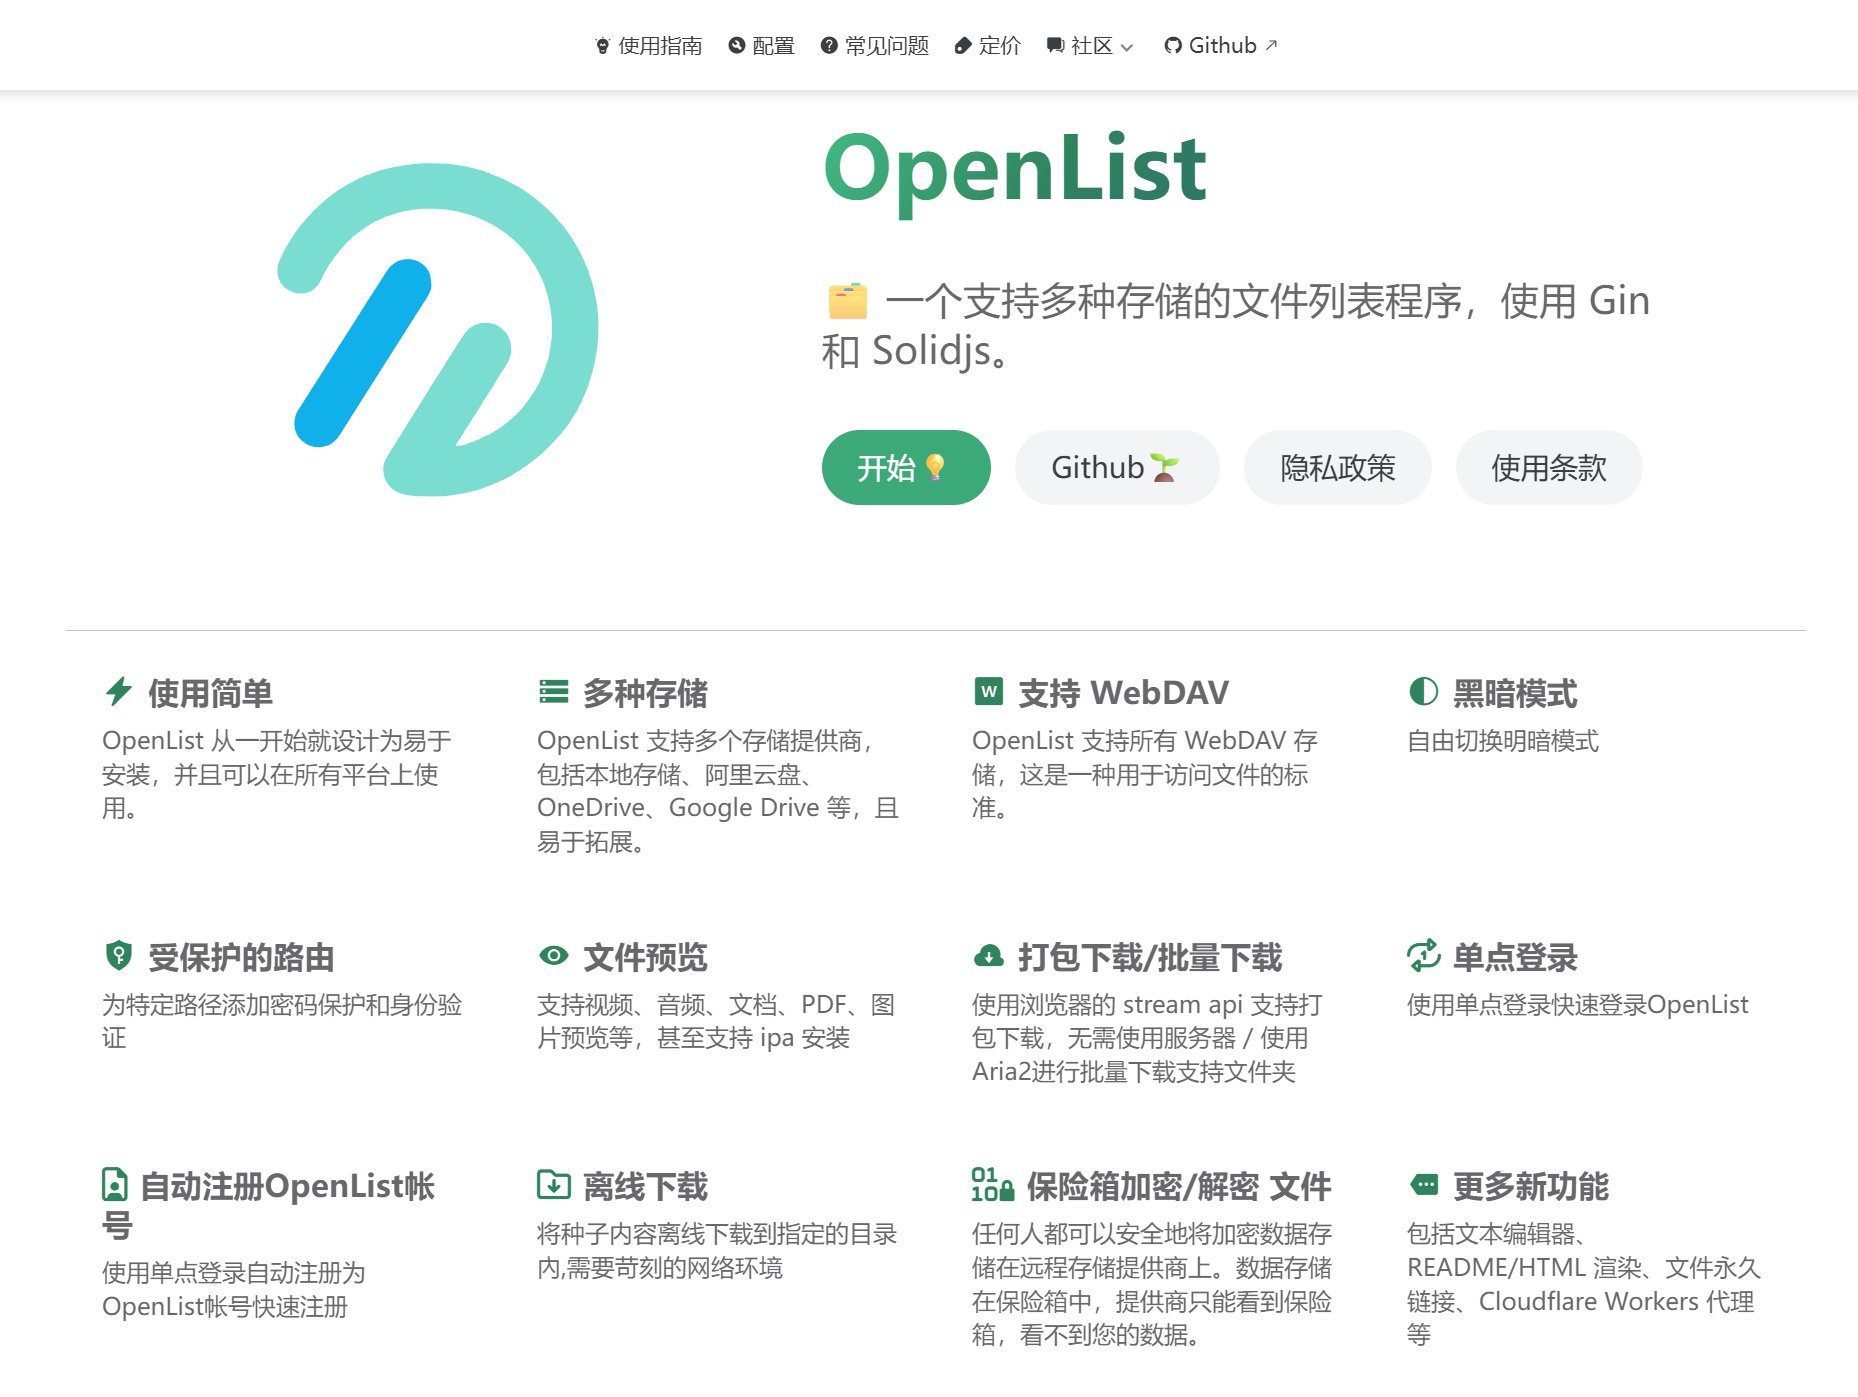 使用指南 配置 常见问题 定价 社区 Github
OpenList
一个支持多种存储的文件列表程序，使用 Gin
和 Solidjs。
开始 Github 隐私政策 使用条款
使用简单
OpenList 从一开始就设计为易于
安装，并且可以在所有平台上使
用。
多种存储
OpenList 支持多个存储提供商，
包括本地存储、阿里云盘、
OneDrive、Google Drive 等，且
易于拓展。
支持 WebDAV
OpenList 支持所有 WebDAV 存
储，这是一种用于访问文件的标
准。
黑暗模式
自由切换明暗模式
受保护的路由
为特定路径添加密码保护和身份验
证
文件预览
支持视频、音频、文档、PDF、图
片预览等，甚至支持 ipa 安装
打包下载/批量下载
使用浏览器的 stream api 支持打
包下载，无需使用服务器 / 使用
Aria2进行批量下载支持文件夹
单点登录
使用单点登录快速登录OpenList
自动注册OpenList帐
号
使用单点登录自动注册为
OpenList帐号快速注册
离线下载
将种子内容离线下载到指定的目录
内,需要苛刻的网络环境
保险箱加密/解密 文件
任何人都可以安全地将加密数据存
储在远程存储提供商上。数据存储
在保险箱中，提供商只能看到保险
箱，看不到您的数据。
更多新功能
包括文本编辑器、
README/HTML 渲染、文件永久
链接、Cloudflare Workers 代理
等